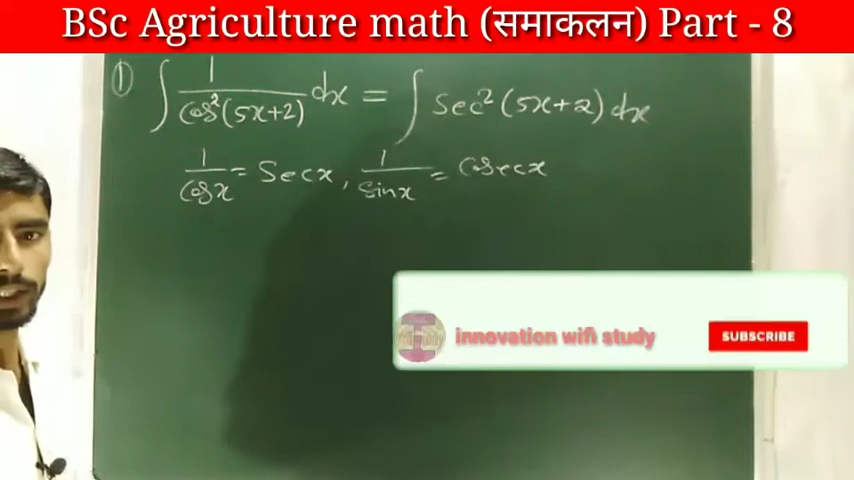 BSc Agriculture math (समाकलन) Part - 8
① ∫ 1/cos²(5x+2) dx = ∫ sec² (5x+2) dx
1/cosx = secx, 1/sinx = cosecx
innovation wifi study
SUBSCRIBE